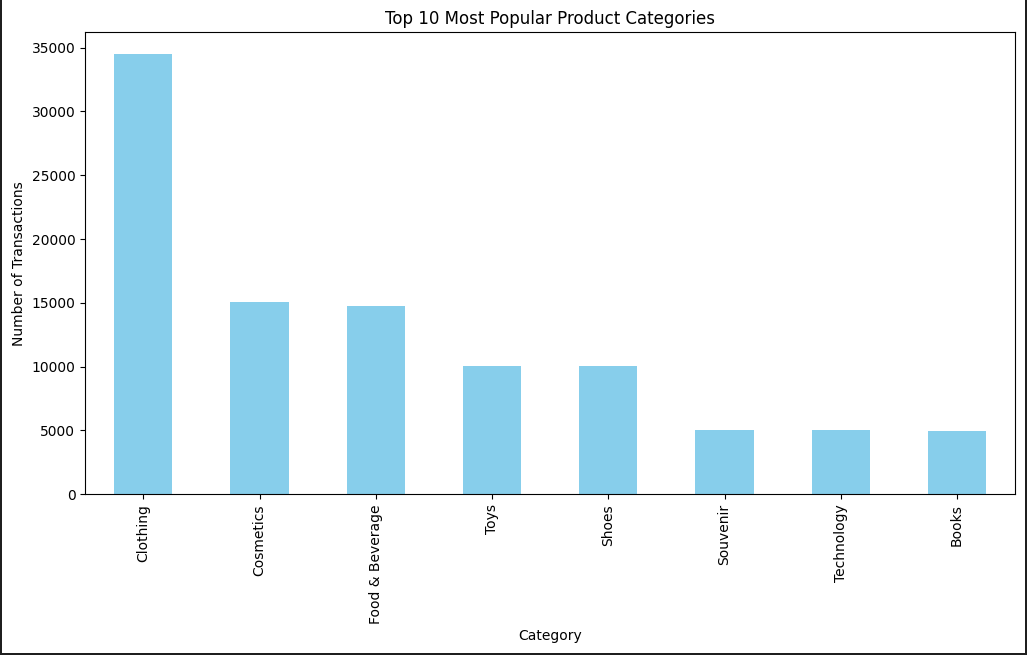 Top 10 Most Popular Product Categories
Number of Transactions
35000
30000
25000
20000
15000
10000
5000
0
Clothing
Cosmetics
Food & Beverage
Toys
Shoes
Souvenir
Technology
Books
Category